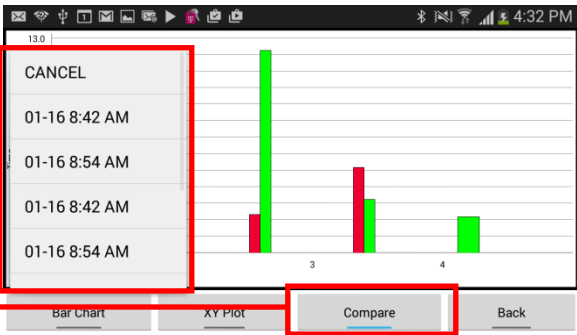 4:32 PM
13.0
CANCEL
01-16 8:42 AM
01-16 8:54 AM
01-16 8:42 AM
01-16 8:54 AM
3
4
Bar Chart
XY Plot
Compare
Back